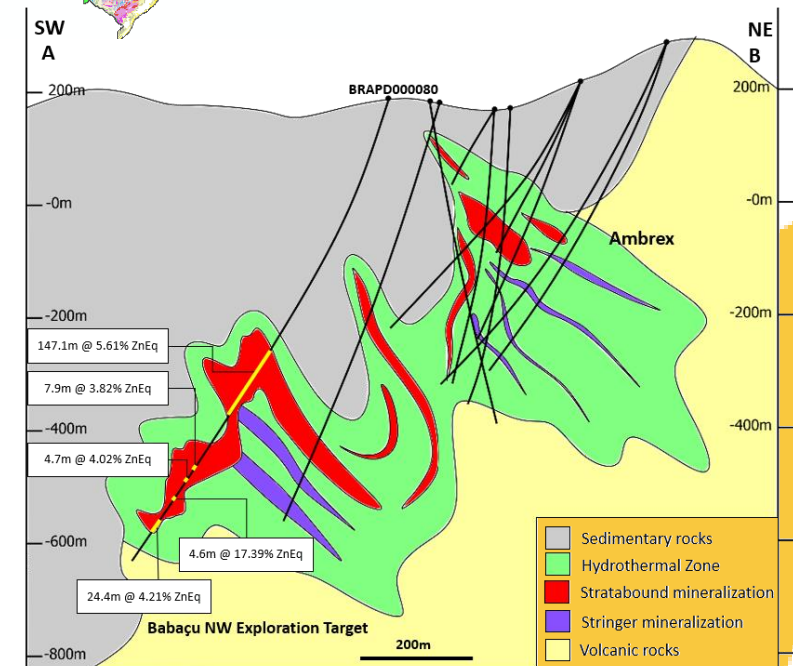 SW
A
NE
B
BRAPD000080
200m
200m
-0m
-0m
Ambrex
-200m
-200m
147.1m @ 5.61% ZnEq
7.9m @ 3.82% ZnEq
-400m
-400m
4.7m @ 4.02% ZnEq
-600m
4.6m @ 17.39% ZnEq
24.4m @ 4.21% ZnEq
Babaçu NW Exploration Target
200m
-800m
Sedimentary rocks
Hydrothermal Zone
Stratabound mineralization
Stringer mineralization
Volcanic rocks